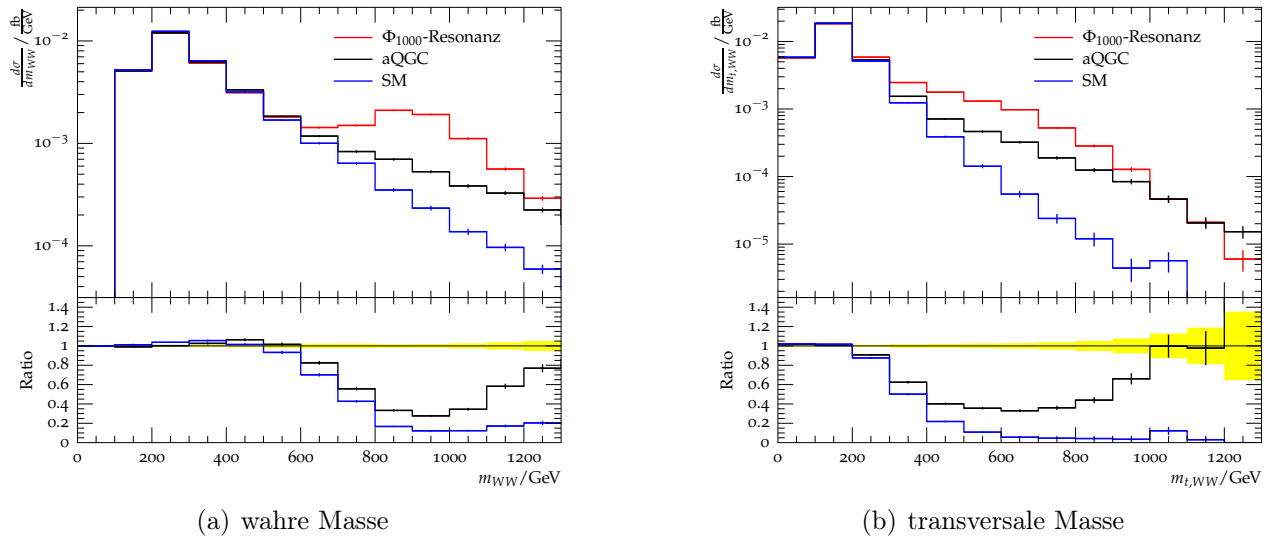 dσ/dm_WW / fb/GeV
10⁻²
10⁻³
10⁻⁴
Φ₁₀₀₀-Resonanz
aQGC
SM
Ratio
1.4
1.2
1
0.8
0.6
0.4
0.2
0
0 200 400 600 800 1000 1200
m_WW/GeV
(a) wahre Masse
dσ/dm_t,WW / fb/GeV
10⁻²
10⁻³
10⁻⁴
10⁻⁵
Φ₁₀₀₀-Resonanz
aQGC
SM
Ratio
1.4
1.2
1
0.8
0.6
0.4
0.2
0
0 200 400 600 800 1000 1200
m_t,WW/GeV
(b) transversale Masse